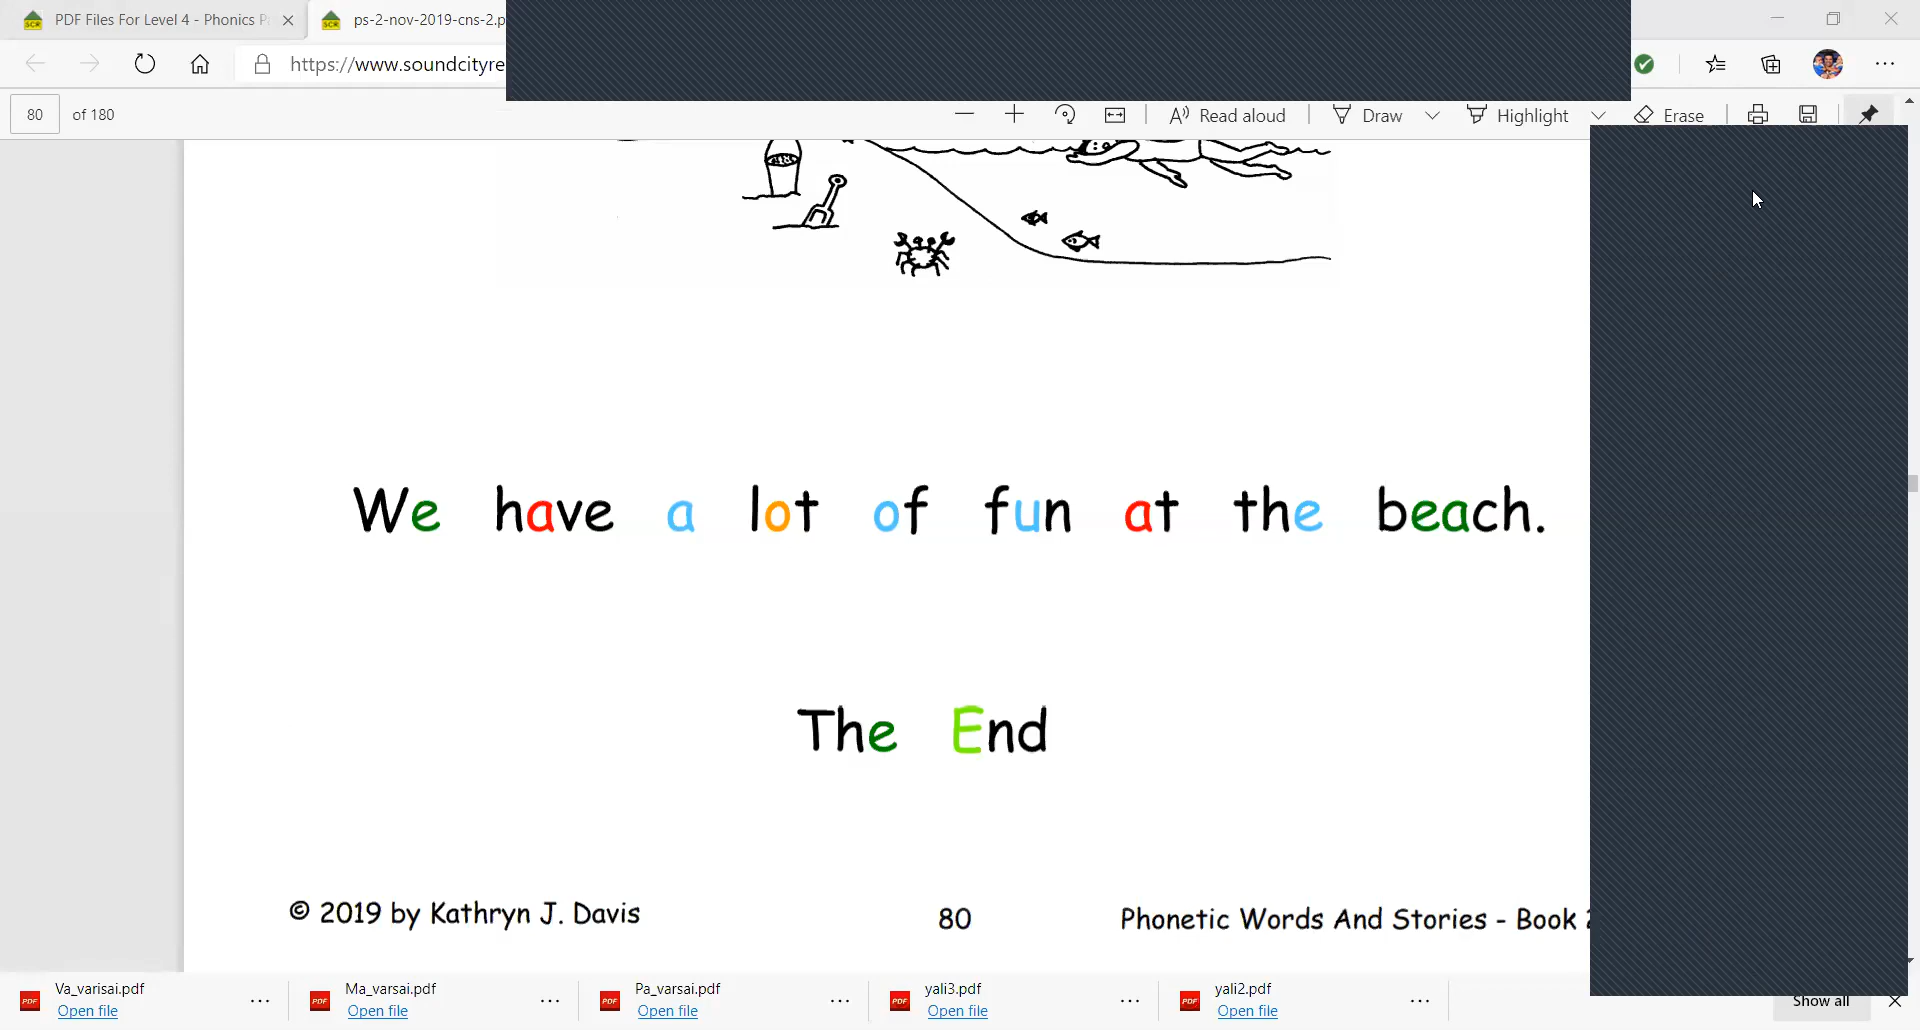 PDF Files For Level 4 - Phonics
ps-2-nov-2019-cns-2.p
https://www.soundcityre
80 of 180
Read aloud Draw Highlight Erase
We have a lot of fun at the beach.
The End
© 2019 by Kathryn J. Davis 80 Phonetic Words And Stories - Book
Va_varisai.pdf Ma_varsai.pdf Pa_varsai.pdf yali3.pdf yali2.pdf
Open file Open file Open file Open file Open file Show all